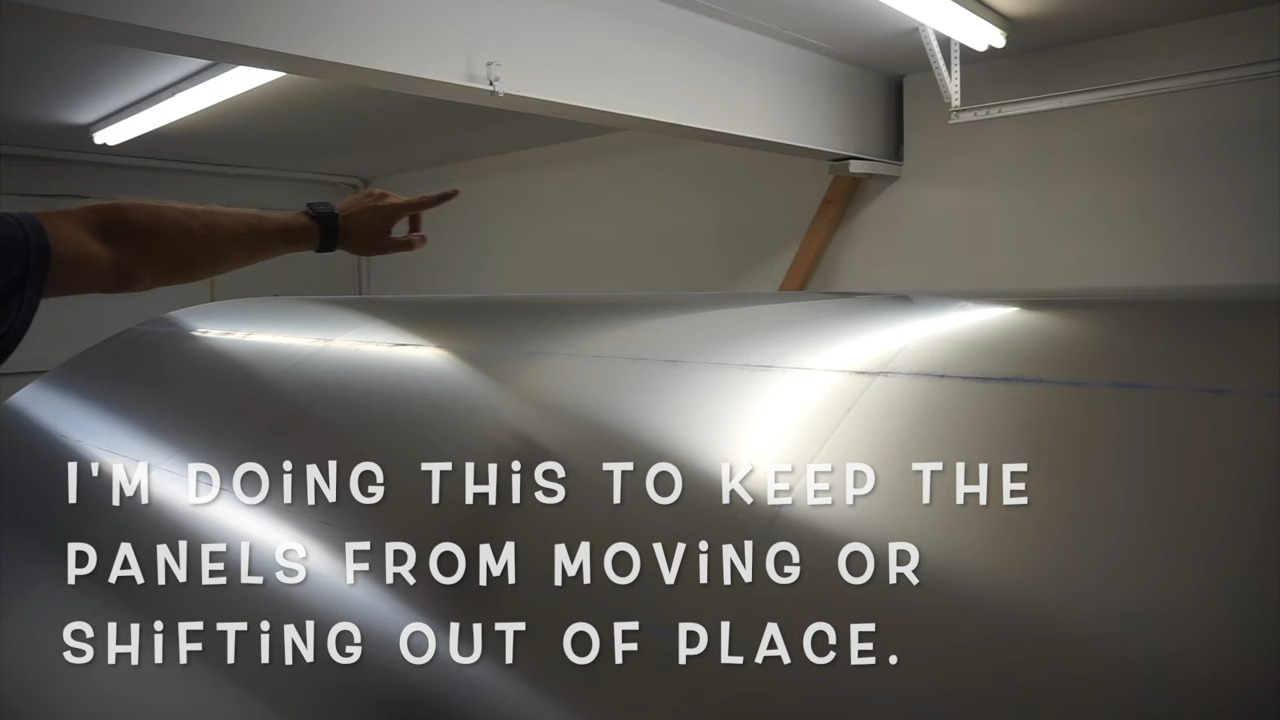 I'M DOING THIS TO KEEP THE
PANELS FROM MOVING OR
SHIFTING OUT OF PLACE.